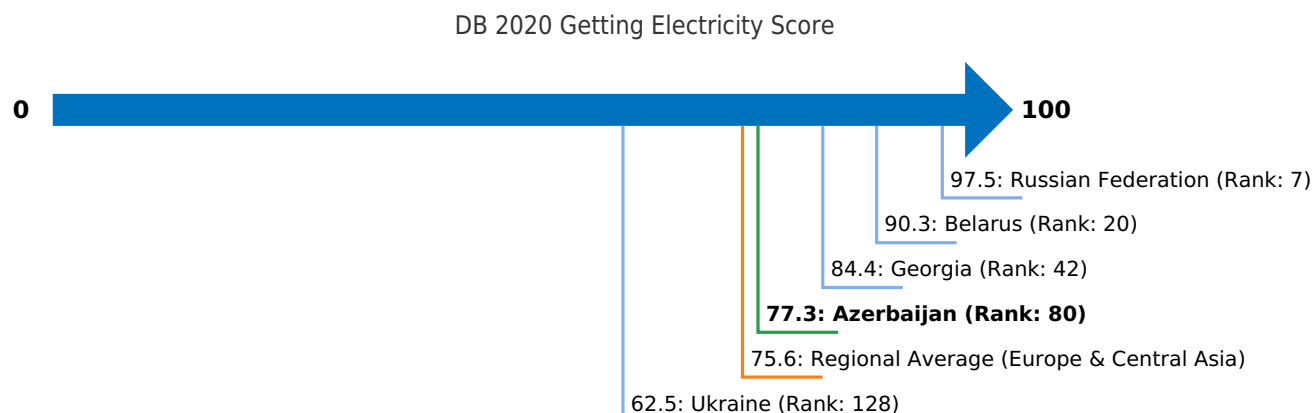 DB 2020 Getting Electricity Score
0
100
97.5: Russian Federation (Rank: 7)
90.3: Belarus (Rank: 20)
84.4: Georgia (Rank: 42)
77.3: Azerbaijan (Rank: 80)
75.6: Regional Average (Europe & Central Asia)
62.5: Ukraine (Rank: 128)